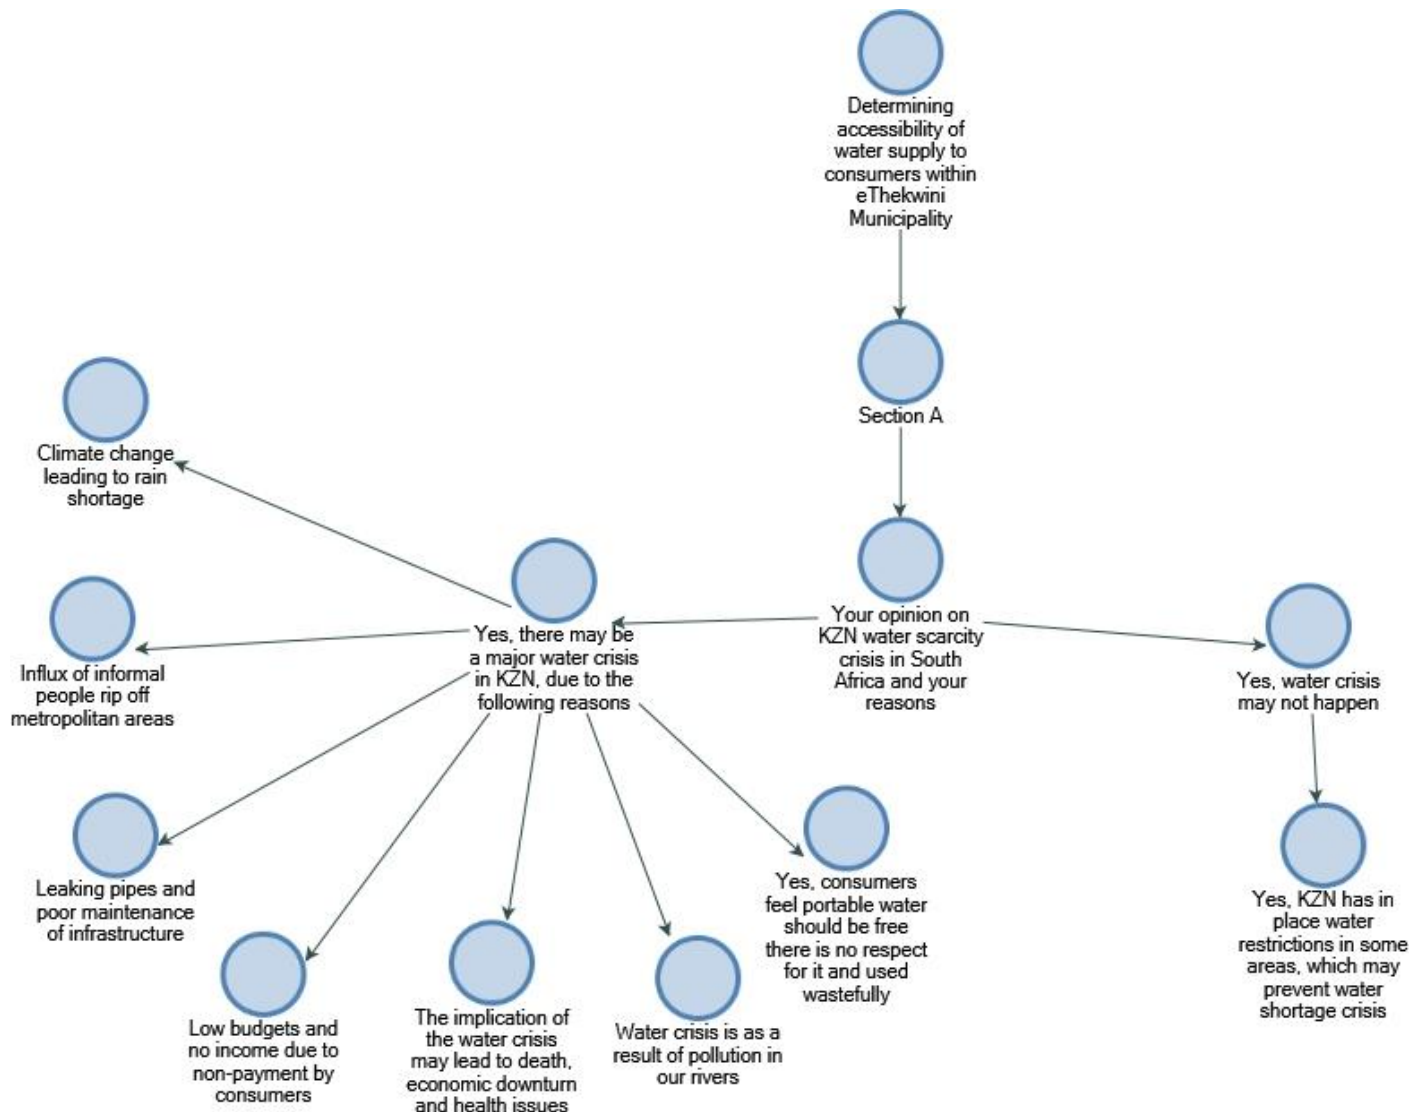 Determining
accessibility of
water supply to
consumers within
eThekwini
Municipality
Section A
Climate change
leading to rain
shortage
Your opinion on
KZN water scarcity
crisis in South
Africa and your
reasons
Yes, there may be
a major water crisis
in KZN, due to the
following reasons
Influx of informal
people rip off
metropolitan areas
Yes, water crisis
may not happen
Leaking pipes and
poor maintenance
of infrastructure
Yes, consumers
feel portable water
should be free
there is no respect
for it and used
wastefully
Yes, KZN has in
place water
restrictions in some
areas, which may
prevent water
shortage crisis
Low budgets and
no income due to
non-payment by
consumers
The implication of
the water crisis
may lead to death,
economic downturn
and health issues
Water crisis is as a
result of pollution in
our rivers